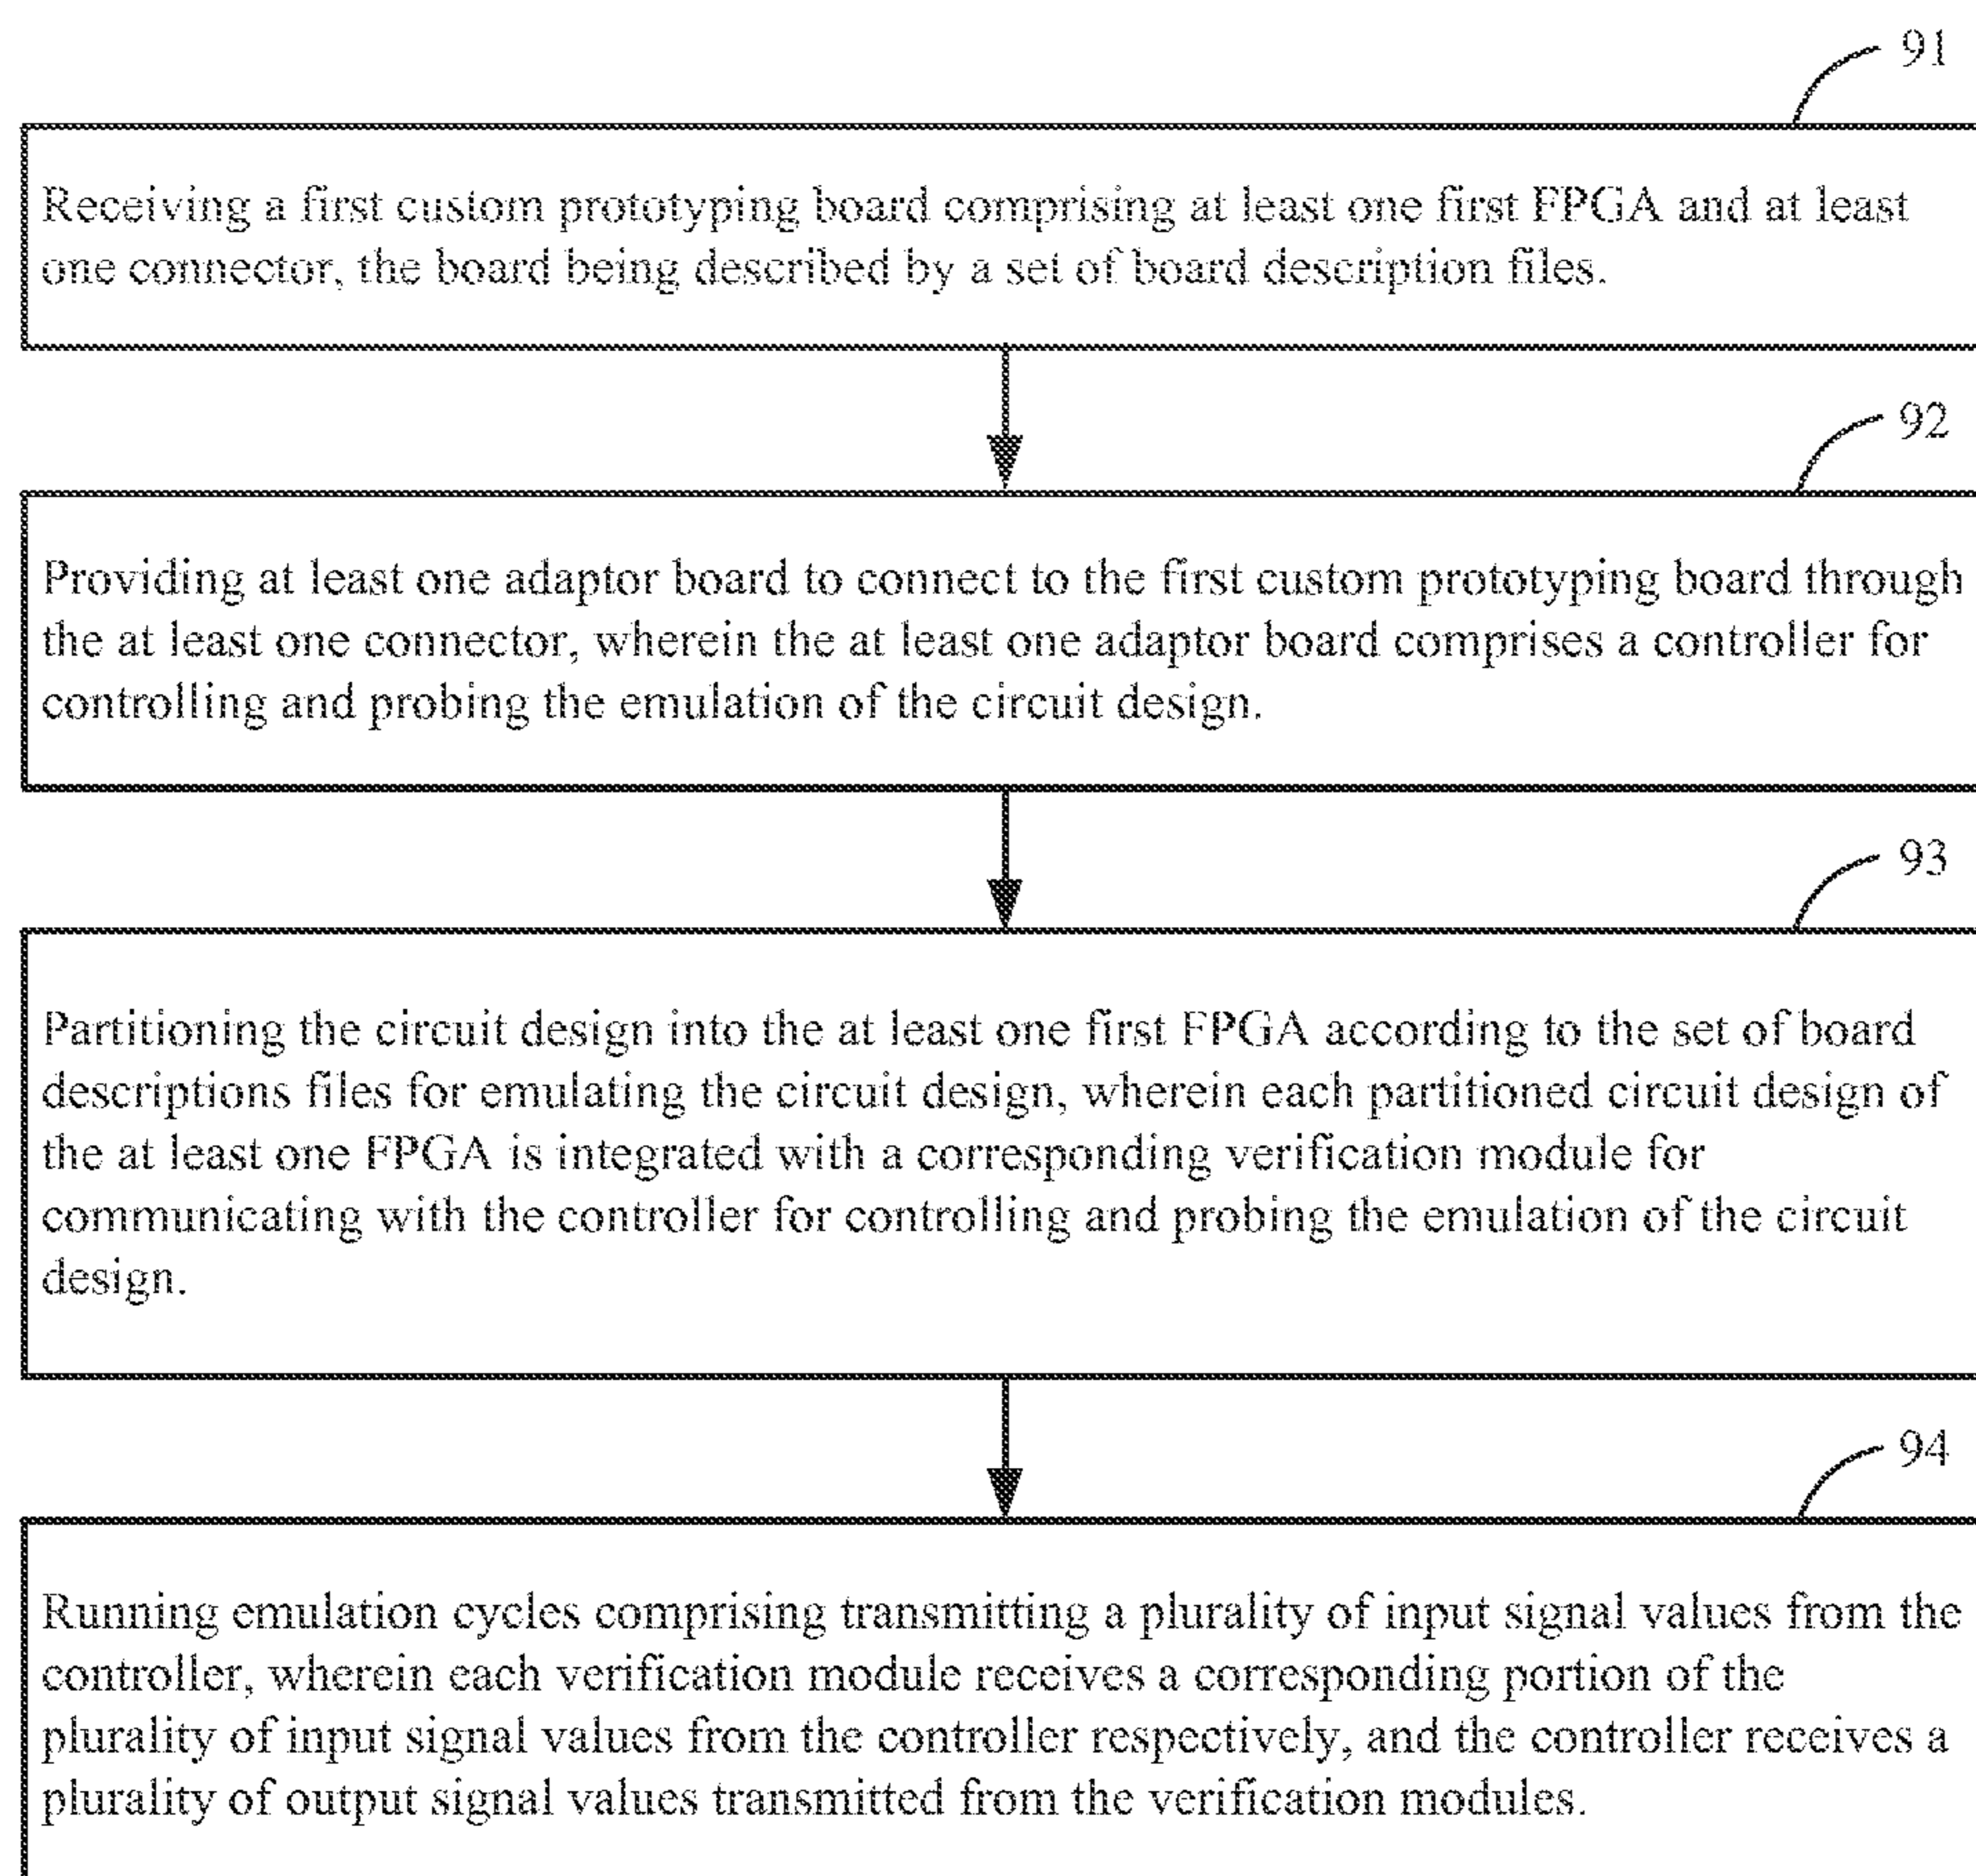 91
Receiving a first custom prototyping board comprising at least one first FPGA and at least
one connector, the board being described by a set of board description files.
92
Providing at least one adaptor board to connect to the first custom prototyping board through
the at least one connector, wherein the at least one adaptor board comprises a controller for
controlling and probing the emulation of the circuit design.
93
Partitioning the circuit design into the at least one first FPGA according to the set of board
descriptions files for emulating the circuit design, wherein each partitioned circuit design of
the at least one FPGA is integrated with a corresponding verification module for
communicating with the controller for controlling and probing the emulation of the circuit
design.
94
Running emulation cycles comprising transmitting a plurality of input signal values from the
controller, wherein each verification module receives a corresponding portion of the
plurality of input signal values from the controller respectively, and the controller receives a
plurality of output signal values transmitted from the verification modules.